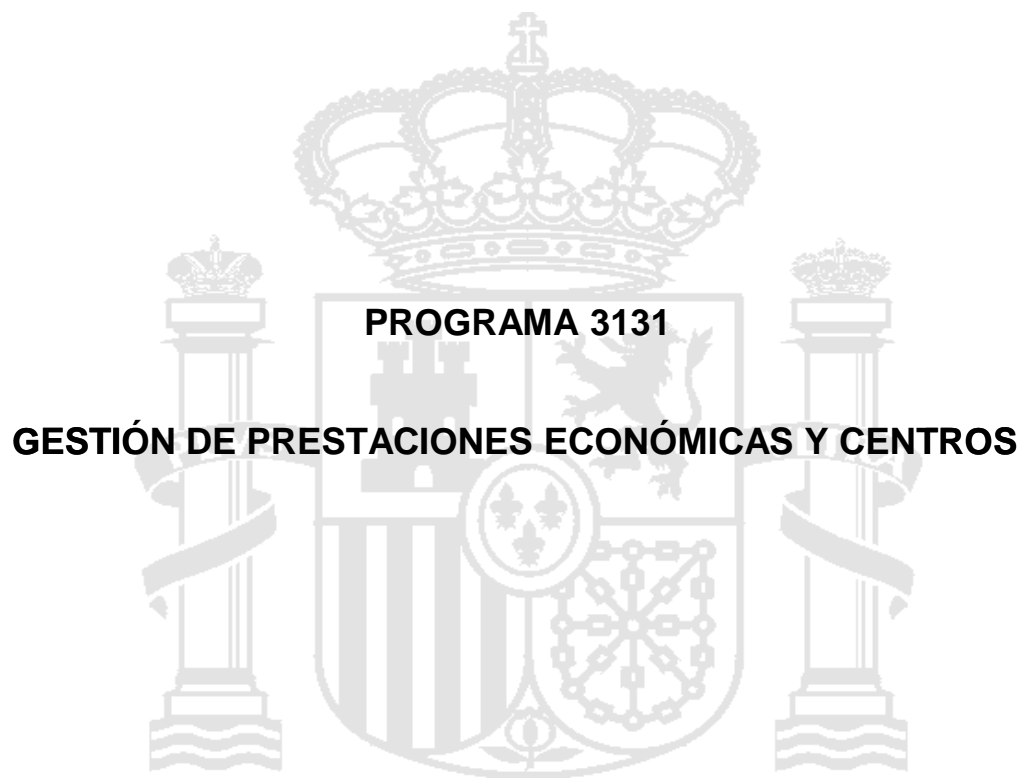 PROGRAMA 3131
GESTIÓN DE PRESTACIONES ECONÓMICAS Y CENTROS